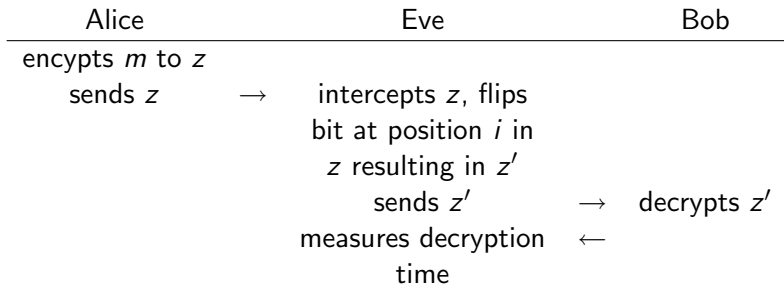 Alice Eve Bob
encypts m to z
sends z → intercepts z, flips
bit at position i in
z resulting in z′
sends z′ → decrypts z′
measures decryption ←
time